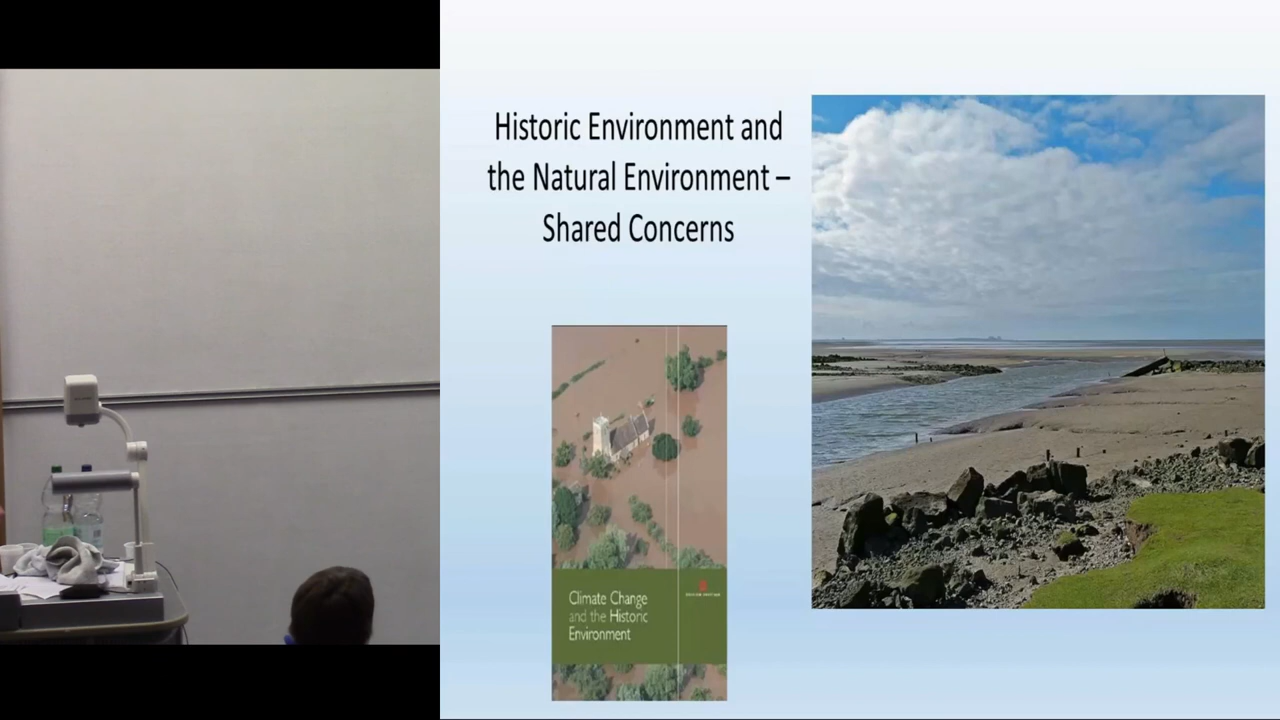 Historic Environment and
the Natural Environment –
Shared Concerns
Climate Change
and the Historic
Environment